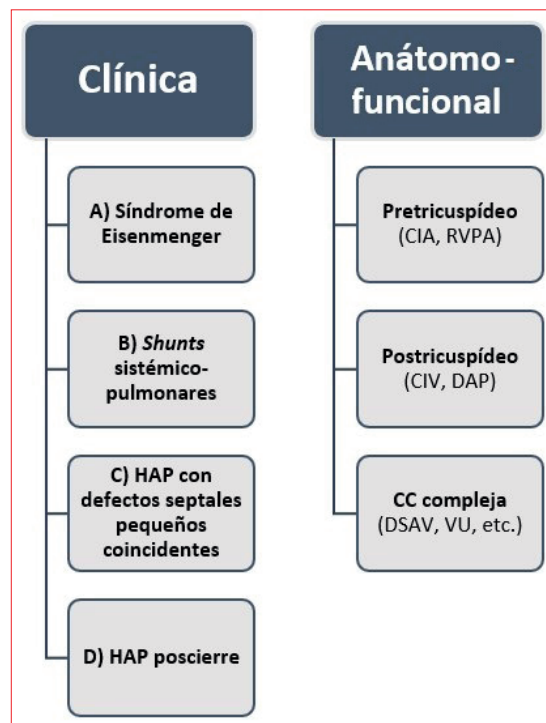 Clínica
A) Síndrome de
Eisenmenger
B) Shunts
sistémico-
pulmonares
C) HAP con
defectos septales
pequeños
coincidentes
D) HAP poscierre
Anátomo-
funcional
Pretricuspídeo
(CIA, RVPA)
Postricuspídeo
(CIV, DAP)
CC compleja
(DSAV, VU, etc.)